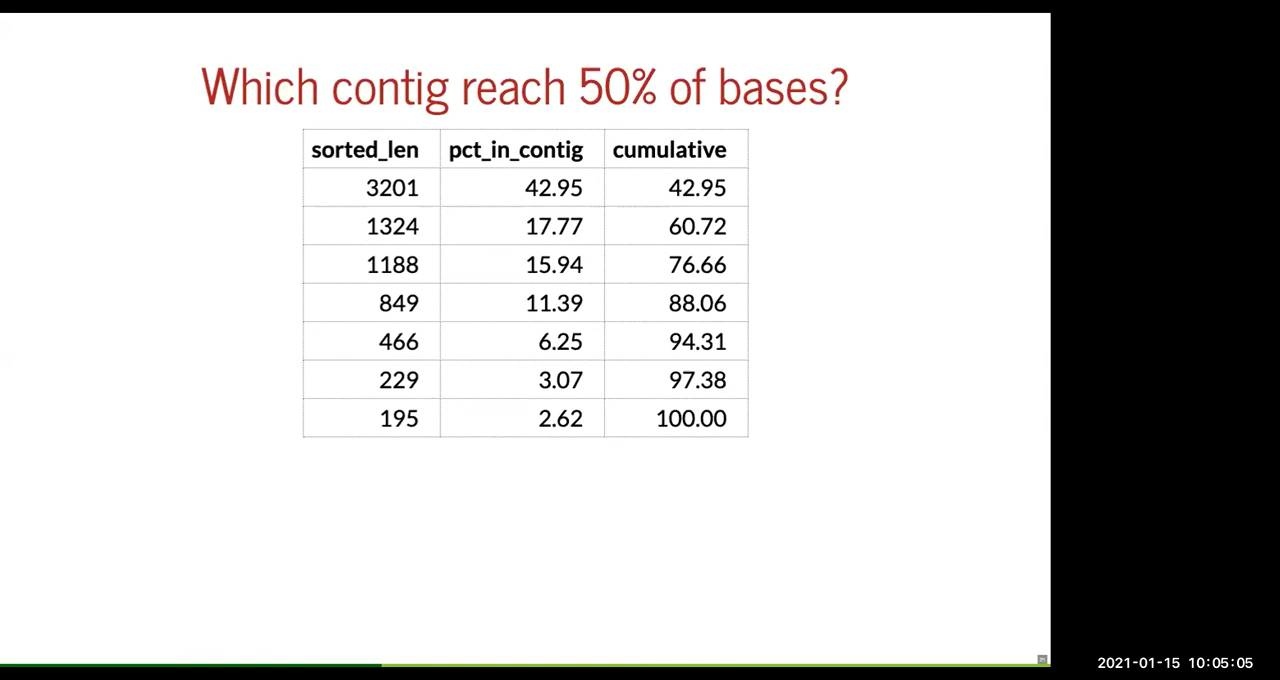 Which contig reach 50% of bases?
sorted_len pct_in_contig cumulative
3201 42.95 42.95
1324 17.77 60.72
1188 15.94 76.66
849 11.39 88.06
466 6.25 94.31
229 3.07 97.38
195 2.62 100.00
2021-01-15 10:05:05